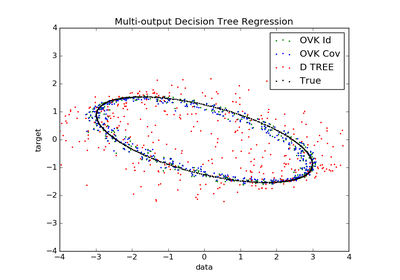 Multi-output Decision Tree Regression
OVK Id
OVK Cov
D TREE
True
target
4
3
2
1
0
−1
−2
−3
−4
−4
−3
−2
−1
0
1
2
3
4
data